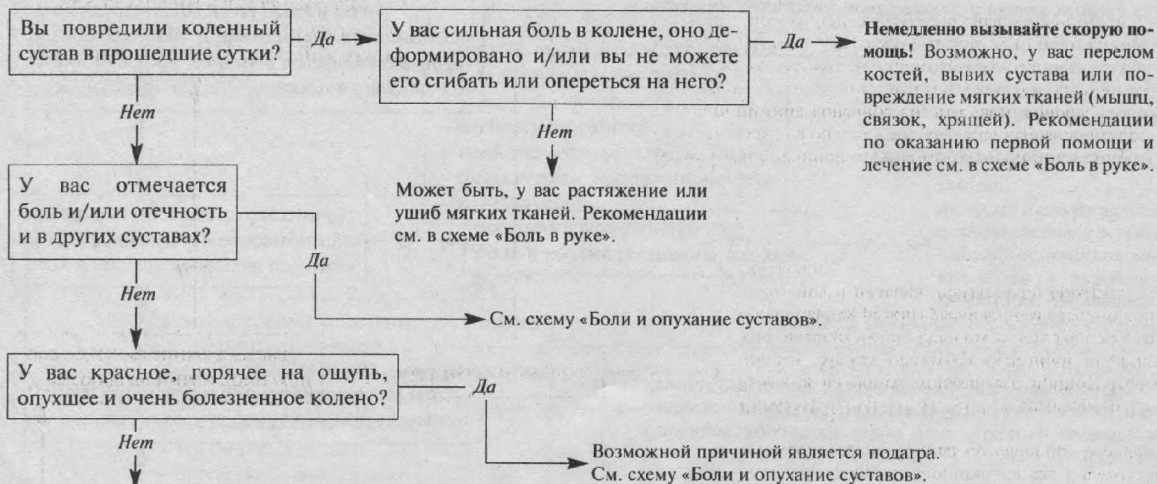 Вы повредили коленный
сустав в прошедшие сутки?
Да
У вас сильная боль в колене, оно де-
формировано и/или вы не можете
его сгибать или опереться на него?
Да
Немедленно вызывайте скорую по-
мощь! Возможно, у вас перелом
костей, вывих сустава или по-
вреждение мягких тканей (мышц,
связок, хрящей). Рекомендации
по оказанию первой помощи и
лечение см. в схеме «Боль в руке».
Нет
Нет
Может быть, у вас растяжение или
ушиб мягких тканей. Рекомендации
см. в схеме «Боль в руке».
У вас отмечается
боль и/или отечность
и в других суставах?
Да
Нет
См. схему «Боли и опухание суставов».
У вас красное, горячее на ощупь,
опухшее и очень болезненное колено?
Да
Нет
Возможной причиной является подагра.
См. схему «Боли и опухание суставов».